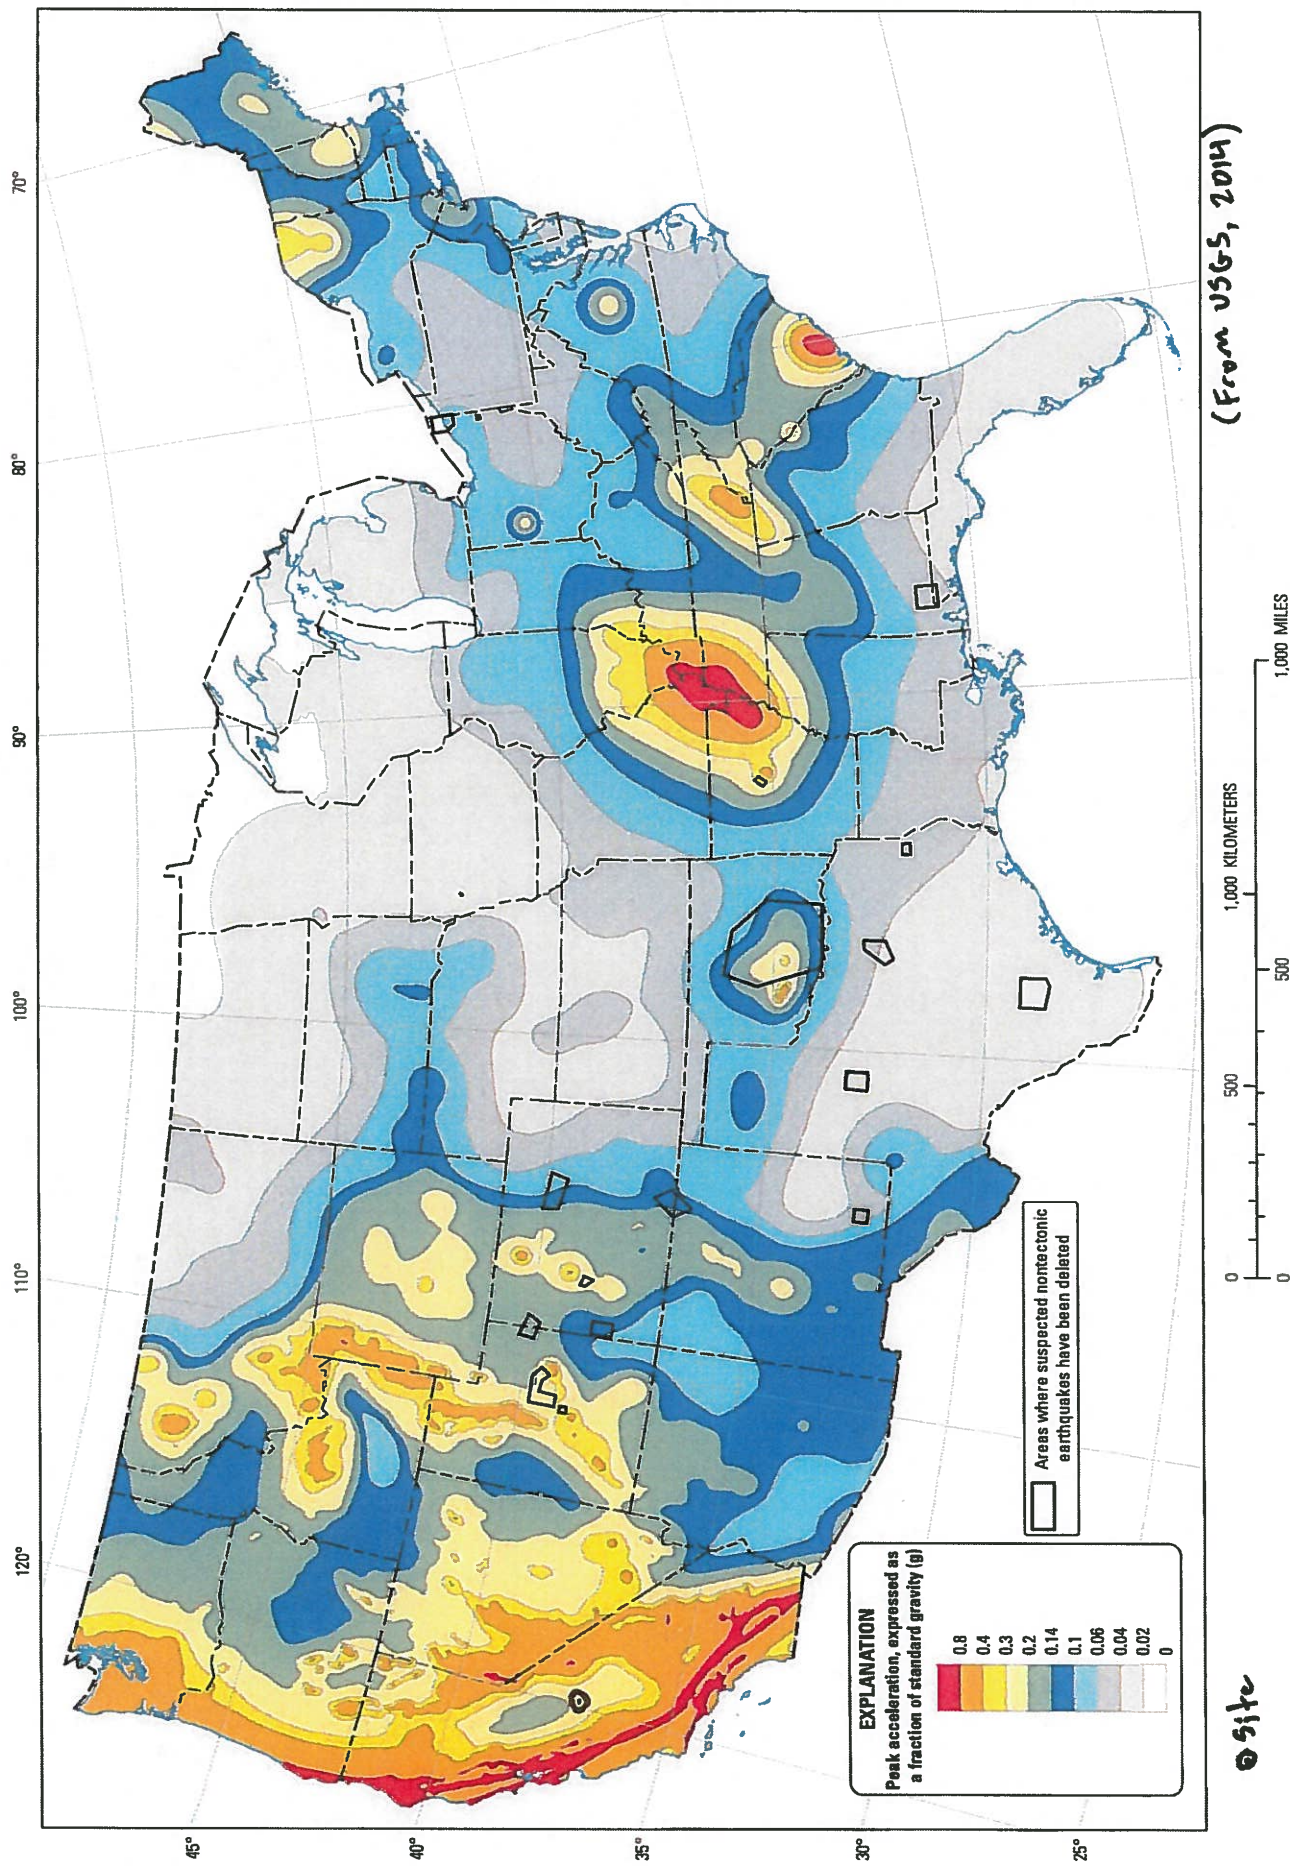 70°
80°
90°
100°
110°
120°
45°
40°
35°
30°
25°
(From USGS, 2014)
1,000 MILES
1,000 KILOMETERS
500
500
0
0
Areas where suspected nontectonic
earthquakes have been deleted
EXPLANATION
Peak acceleration, expressed as
a fraction of standard gravity (g)
0.8
0.4
0.3
0.2
0.14
0.1
0.06
0.04
0.02
0
Site